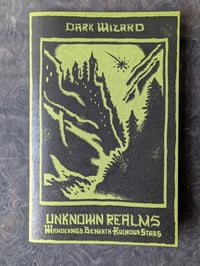 DARK WIZARD
UNKNOWN REALMS
WANDERINGS BENEATH RUINOUS STARS